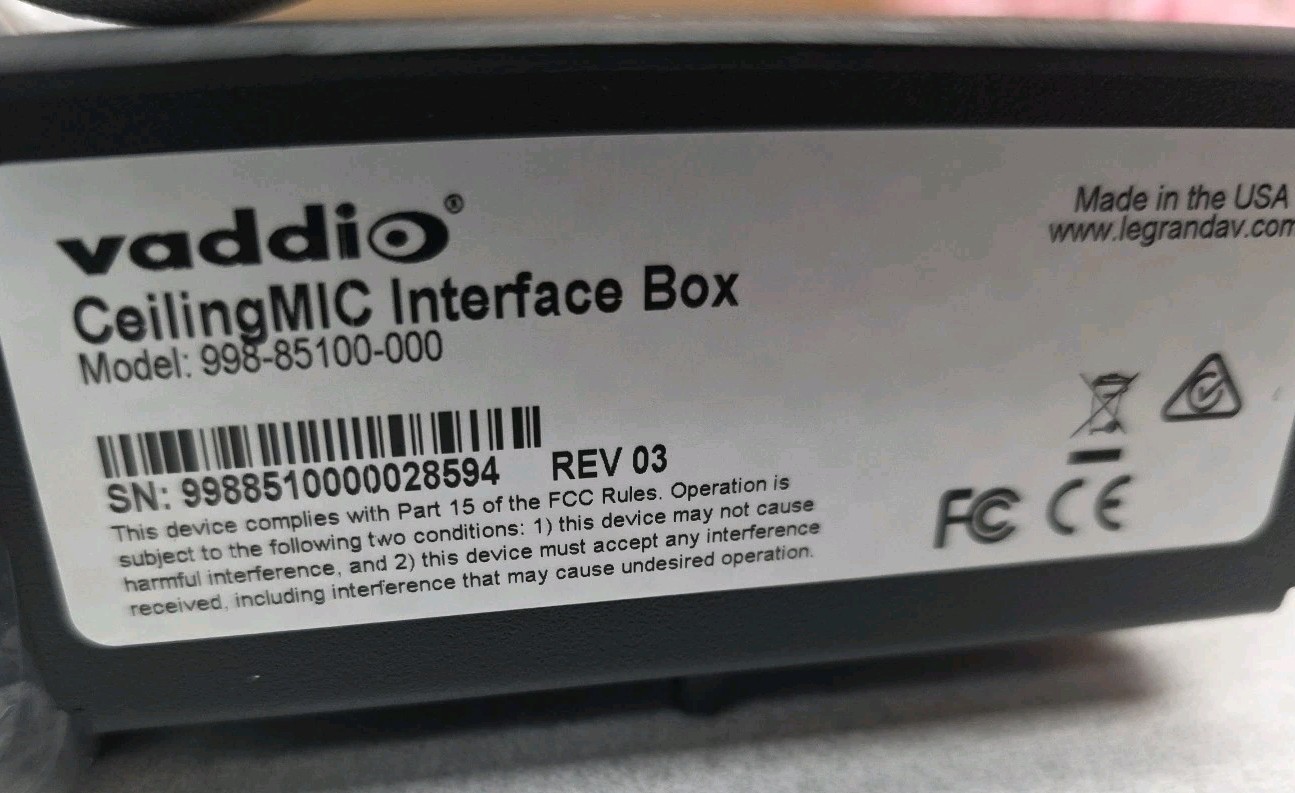 vaddio®
CeilingMIC Interface Box
Model: 998-85100-000
SN: 9988510000028594 REV 03
This device complies with Part 15 of the FCC Rules. Operation is
subject to the following two conditions: 1) this device may not cause
harmful interference, and 2) this device must accept any interference
received, including interference that may cause undesired operation.
Made in the USA
www.legrandav.com
FC CE